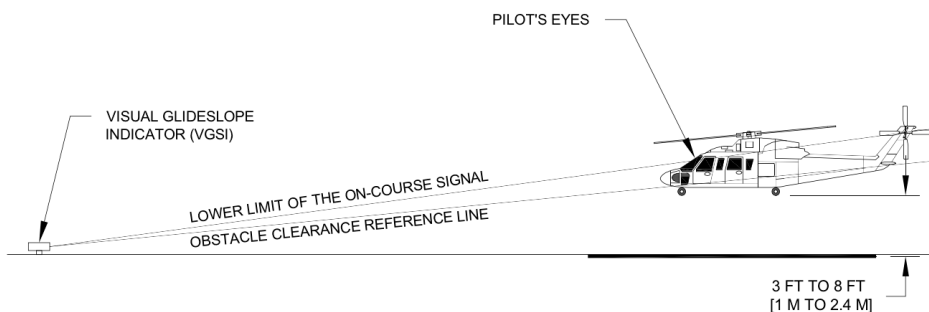 PILOT'S EYES
VISUAL GLIDESLOPE
INDICATOR (VGSI)
LOWER LIMIT OF THE ON-COURSE SIGNAL
OBSTACLE CLEARANCE REFERENCE LINE
3 FT TO 8 FT
[1 M TO 2.4 M]